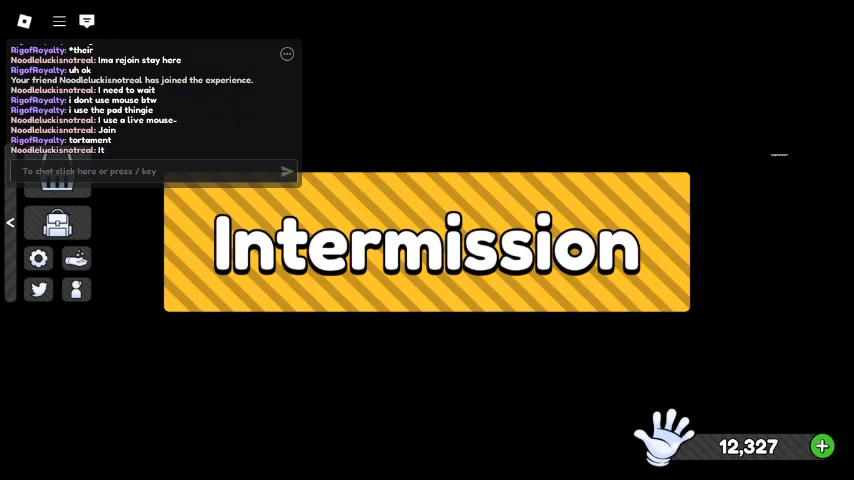 RigofRoyalty: *their
Noodleluckisnotreal: Ima rejoin stay here
RigofRoyalty: uh ok
Your friend Noodleluckisnotreal has joined the experience.
Noodleluckisnotreal: I need to wait
RigofRoyalty: i dont use mouse btw
RigofRoyalty: i use the pad thingie
Noodleluckisnotreal: I use a live mouse-
Noodleluckisnotreal: Join
RigofRoyalty: tortament
Noodleluckisnotreal: It
To chat click here or press / key
<
Intermission
12,327 +